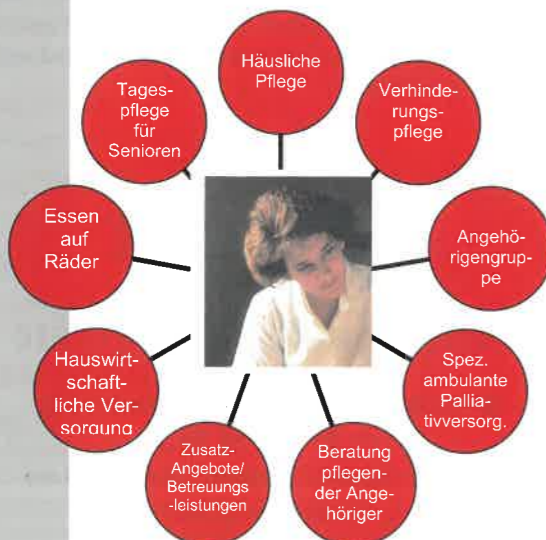 Häusliche
Pflege
Verhinde-
rungs-
pflege
Angehö-
rigengrup-
pe
Spez.
ambulante
Pallia-
tivversorg.
Beratung
pflegen-
der Ange-
höriger
Zusatz-
Angebote/
Betreuungs
-leistungen
Hauswirt-
schaft-
liche Ver-
sorgung
Essen
auf
Räder
Tages-
pflege
für
Senioren